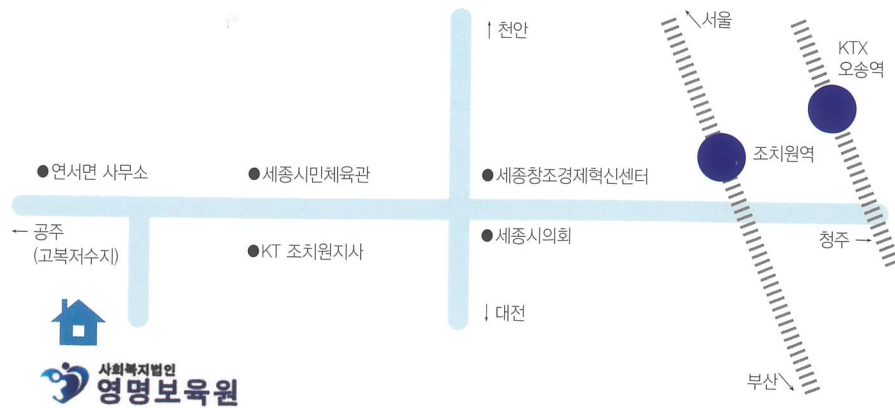 ↖서울
↑ 천안
KTX
오송역
조치원역
●연서면 사무소
●세종시민체육관
●세종창조경제혁신센터
← 공주
(고복저수지)
●KT 조치원지사
●세종시의회
청주 →
↓ 대전
부산↘
사회복지법인
영명보육원